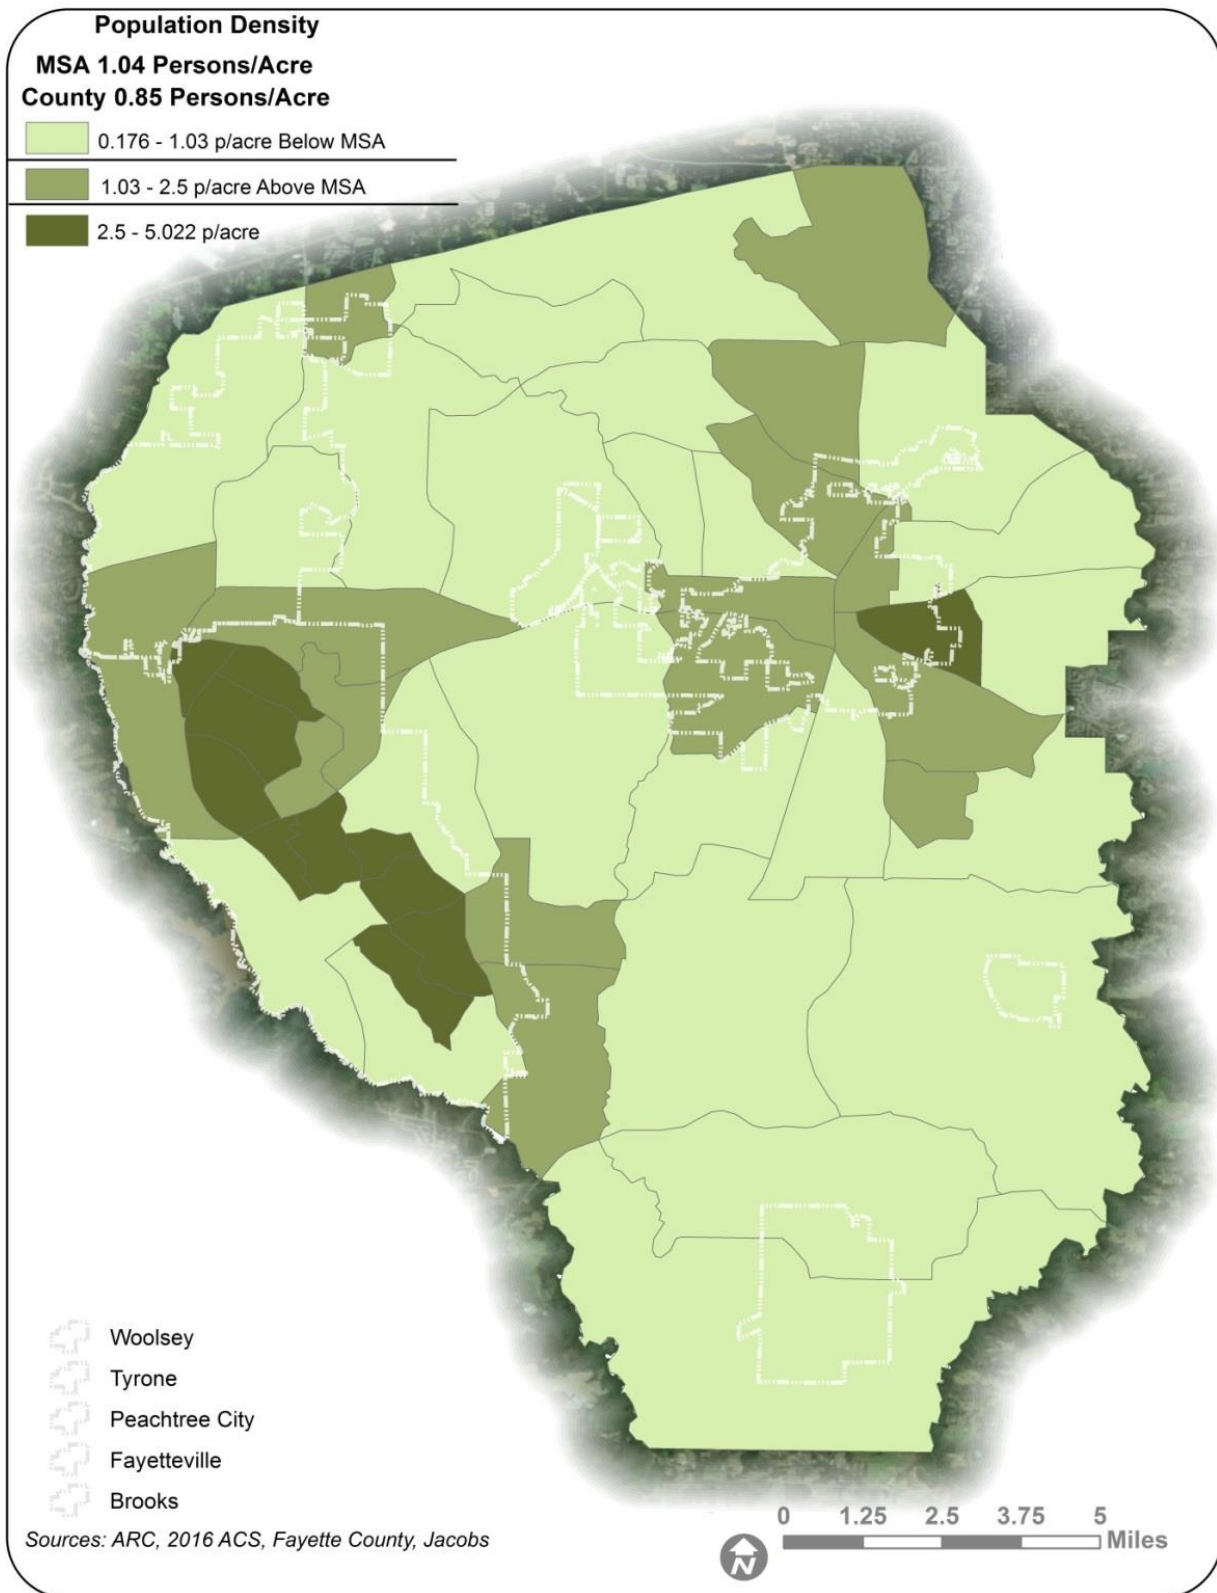 Population Density
MSA 1.04 Persons/Acre
County 0.85 Persons/Acre
0.176 - 1.03 p/acre Below MSA
1.03 - 2.5 p/acre Above MSA
2.5 - 5.022 p/acre
Woolsey
Tyrone
Peachtree City
Fayetteville
Brooks
Sources: ARC, 2016 ACS, Fayette County, Jacobs
N
0 1.25 2.5 3.75 5
Miles